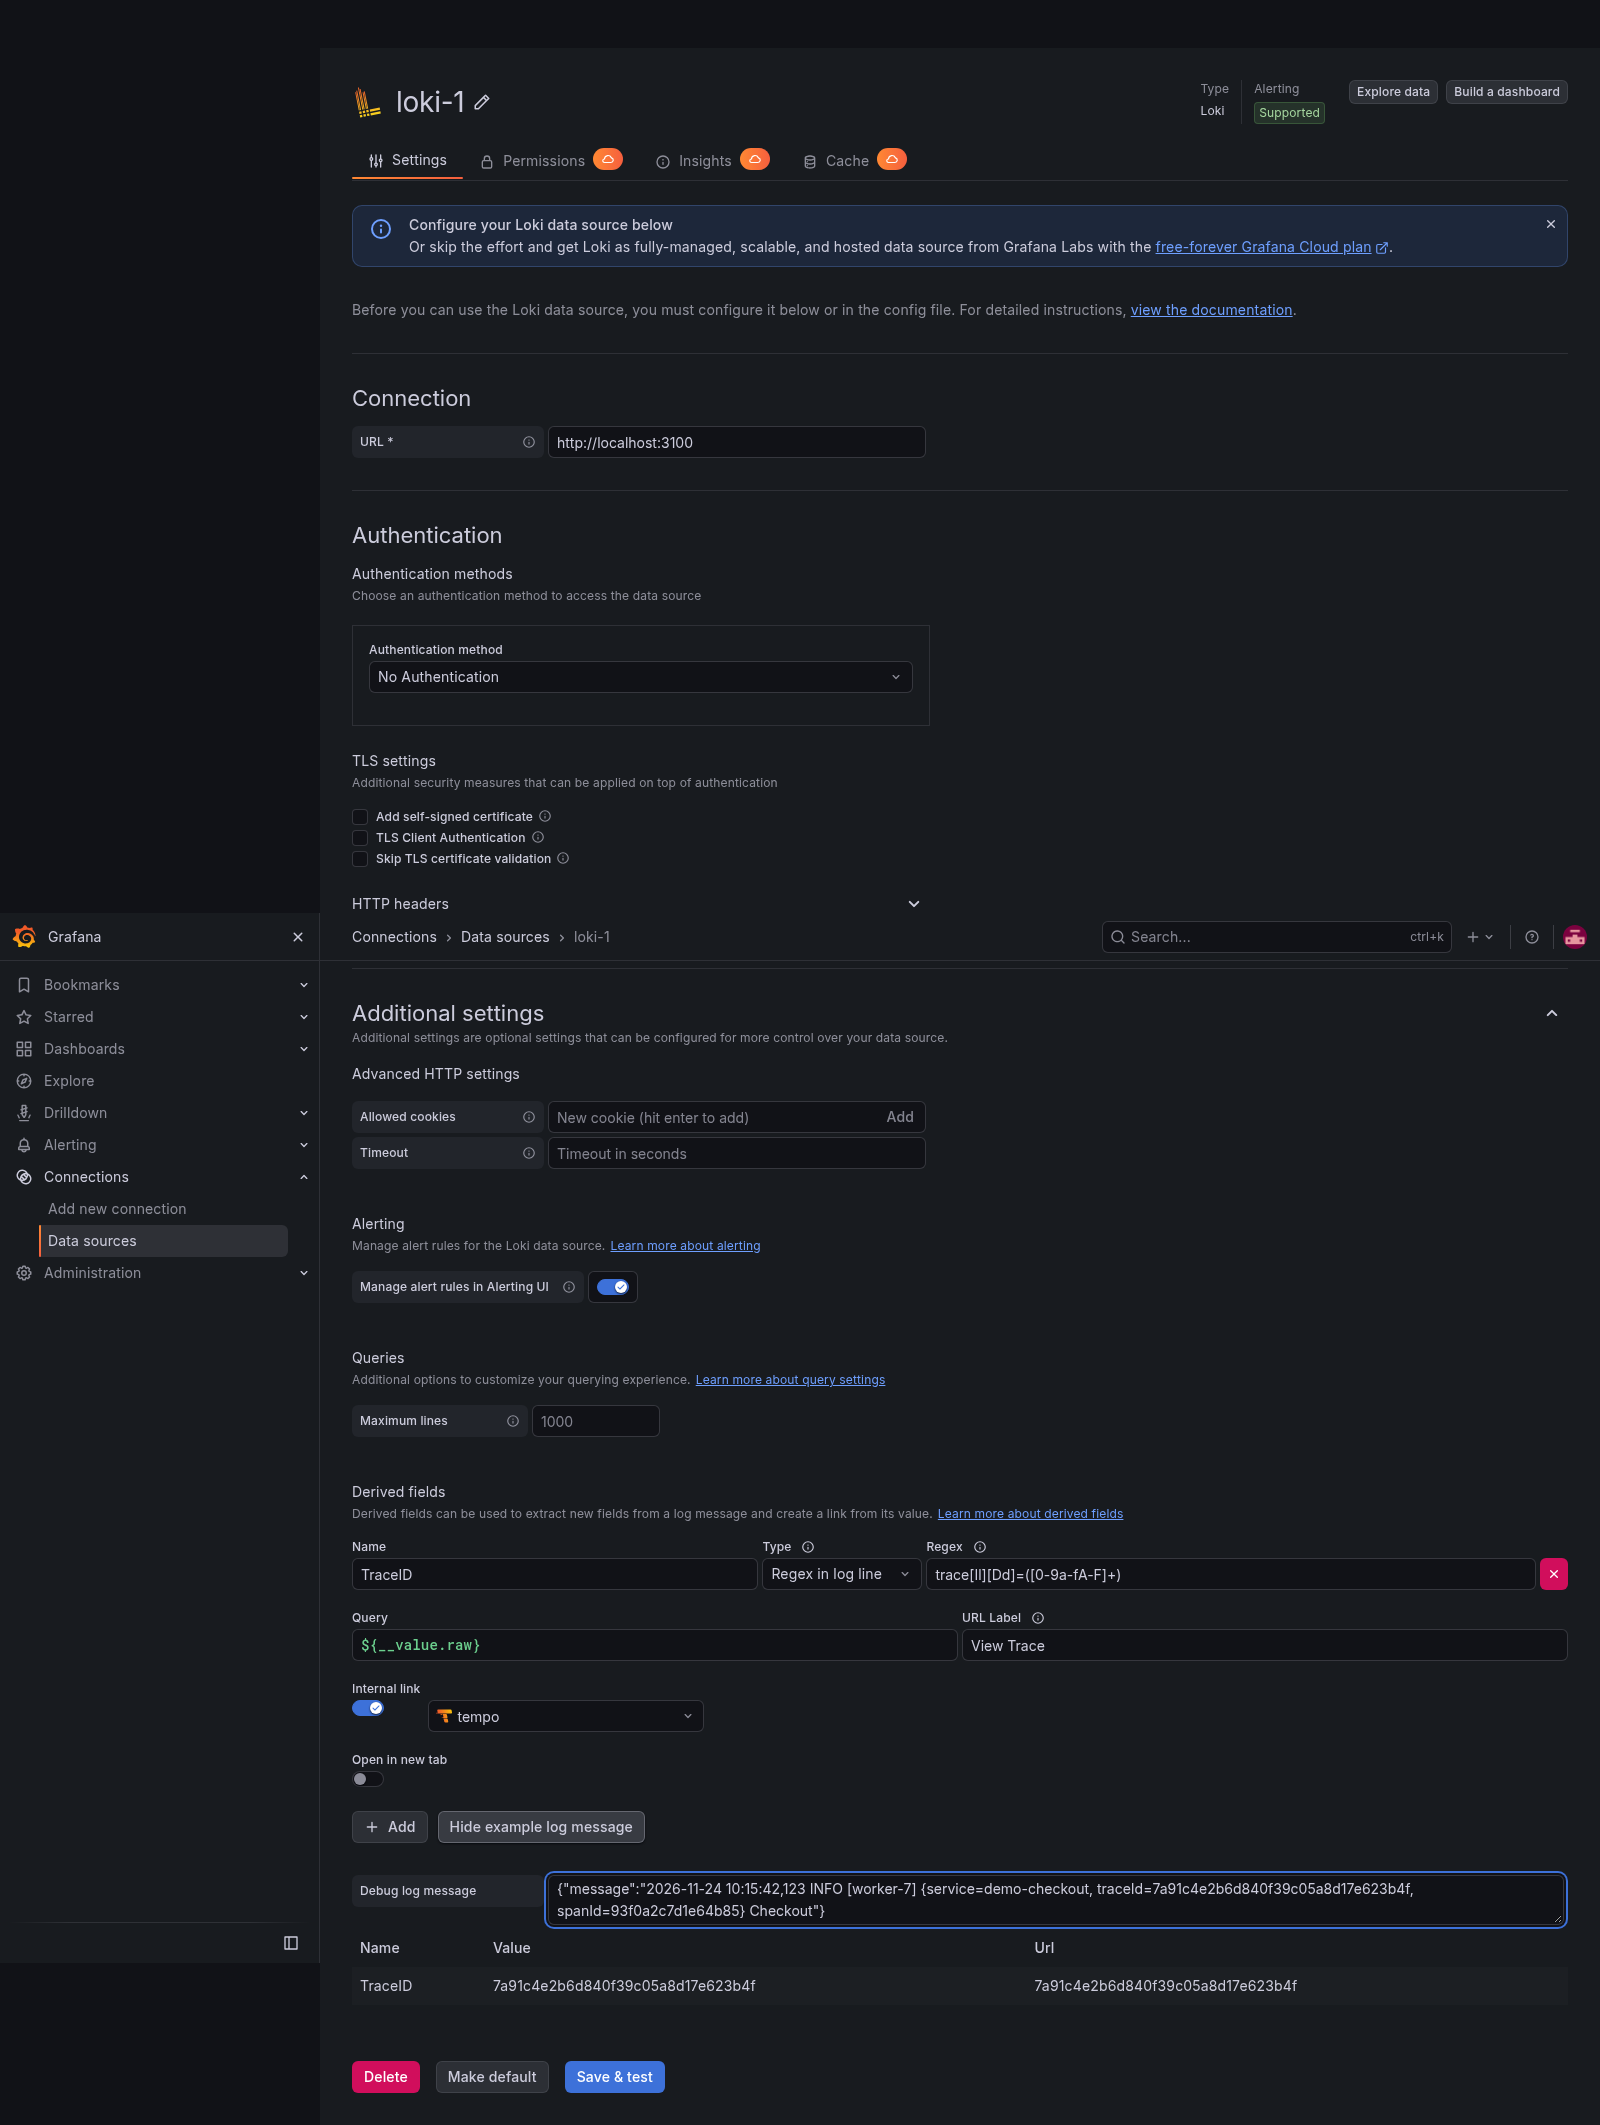 loki-1
Type
Loki
Alerting
Supported
Explore data
Build a dashboard
Settings
Permissions
Insights
Cache
Configure your Loki data source below
Or skip the effort and get Loki as fully-managed, scalable, and hosted data source from Grafana Labs with the free-forever Grafana Cloud plan.
Before you can use the Loki data source, you must configure it below or in the config file. For detailed instructions, view the documentation.
Connection
URL *
http://localhost:3100
Authentication
Authentication methods
Choose an authentication method to access the data source
Authentication method
No Authentication
TLS settings
Additional security measures that can be applied on top of authentication
Add self-signed certificate
TLS Client Authentication
Skip TLS certificate validation
HTTP headers
Grafana
Connections › Data sources › loki-1
Search...
ctrl+k
Bookmarks
Starred
Dashboards
Explore
Drilldown
Alerting
Connections
Add new connection
Data sources
Administration
Additional settings
Additional settings are optional settings that can be configured for more control over your data source.
Advanced HTTP settings
Allowed cookies
New cookie (hit enter to add)
Add
Timeout
Timeout in seconds
Alerting
Manage alert rules for the Loki data source. Learn more about alerting
Manage alert rules in Alerting UI
Queries
Additional options to customize your querying experience. Learn more about query settings
Maximum lines
1000
Derived fields
Derived fields can be used to extract new fields from a log message and create a link from its value. Learn more about derived fields
Name
Type
Regex
TraceID
Regex in log line
trace[Il][Dd]=([0-9a-fA-F]+)
Query
URL Label
${__value.raw}
View Trace
Internal link
tempo
Open in new tab
Add
Hide example log message
Debug log message
{"message":"2026-11-24 10:15:42,123 INFO [worker-7] {service=demo-checkout, traceId=7a91c4e2b6d840f39c05a8d17e623b4f,
spanId=93f0a2c7d1e64b85} Checkout"}
Name
Value
Url
TraceID
7a91c4e2b6d840f39c05a8d17e623b4f
7a91c4e2b6d840f39c05a8d17e623b4f
Delete
Make default
Save & test